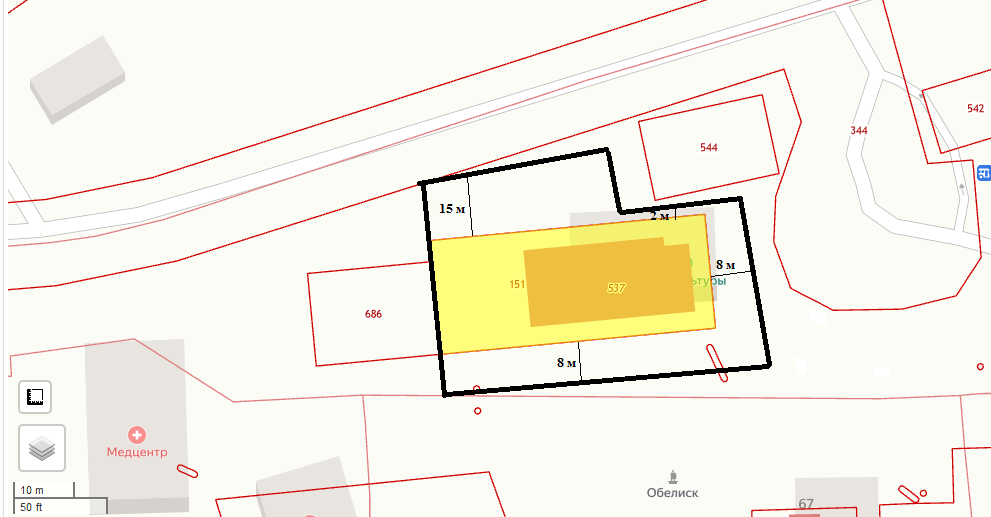 542
344
544
15 м
2 м
8 м
ьтуры
151
537
686
8 м
Медцентр
Обелиск
67
10 m
50 ft